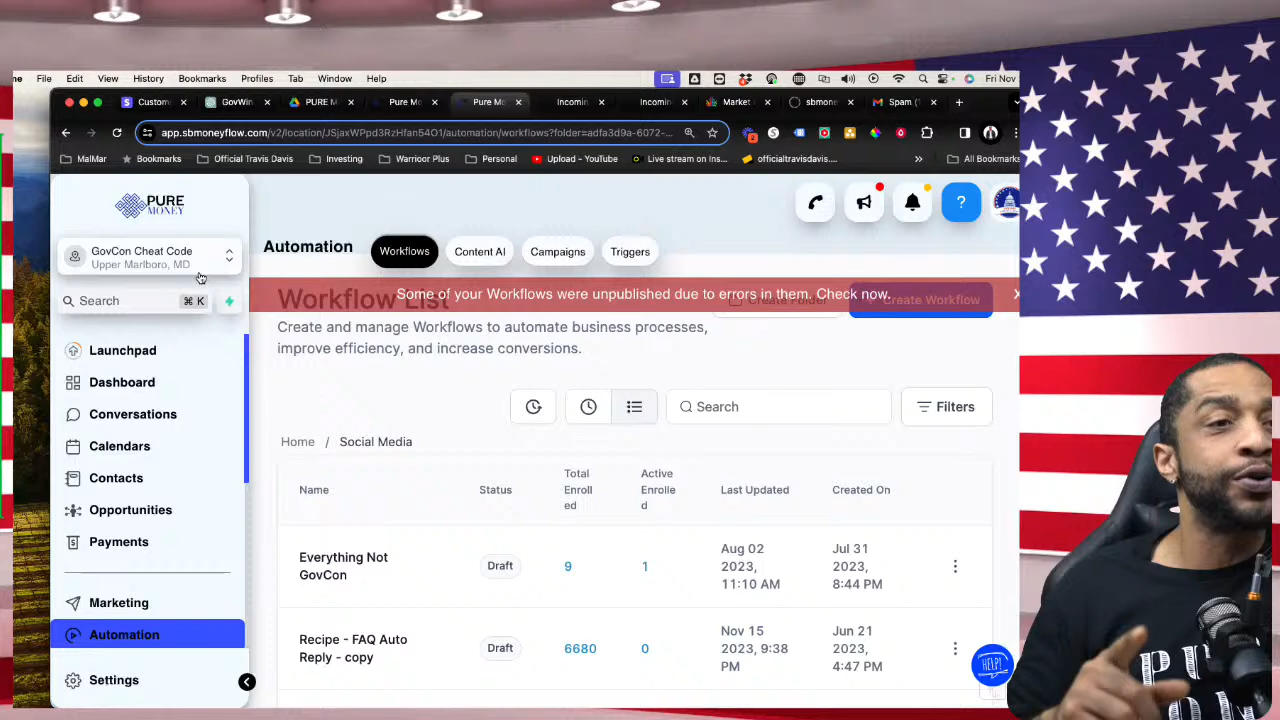 File Edit View History Bookmarks Profiles Tab Window Help Fri Nov
Custom GovWin PURE M Pure Mo Pure Mo Incomin Incomin Market sbmone Spam (1
app.sbmoneyflow.com/v2/location/JSjaxWPpd3RzHfan54O1/automation/workflows?folder=adfa3d9a-6072-...
MalMar Bookmarks Official Travis Davis Investing Warrioor Plus Personal Upload - YouTube Live stream on Ins... officialtravisdavis.... » All Bookmarks
PURE
MONEY
GovCon Cheat Code
Upper Marlboro, MD
Search ⌘ K
Launchpad
Dashboard
Conversations
Calendars
Contacts
Opportunities
Payments
Marketing
Automation
Settings
Automation Workflows Content AI Campaigns Triggers
Some of your Workflows were unpublished due to errors in them. Check now.
Workflow List Create Folder Create Workflow
Create and manage Workflows to automate business processes,
improve efficiency, and increase conversions.
Search Filters
Home / Social Media
Name Status Total Enroll ed Active Enrolle d Last Updated Created On
Everything Not GovCon Draft 9 1 Aug 02 2023, 11:10 AM Jul 31 2023, 8:44 PM
Recipe - FAQ Auto Reply - copy Draft 6680 0 Nov 15 2023, 9:38 PM Jun 21 2023, 4:47 PM
HELP!